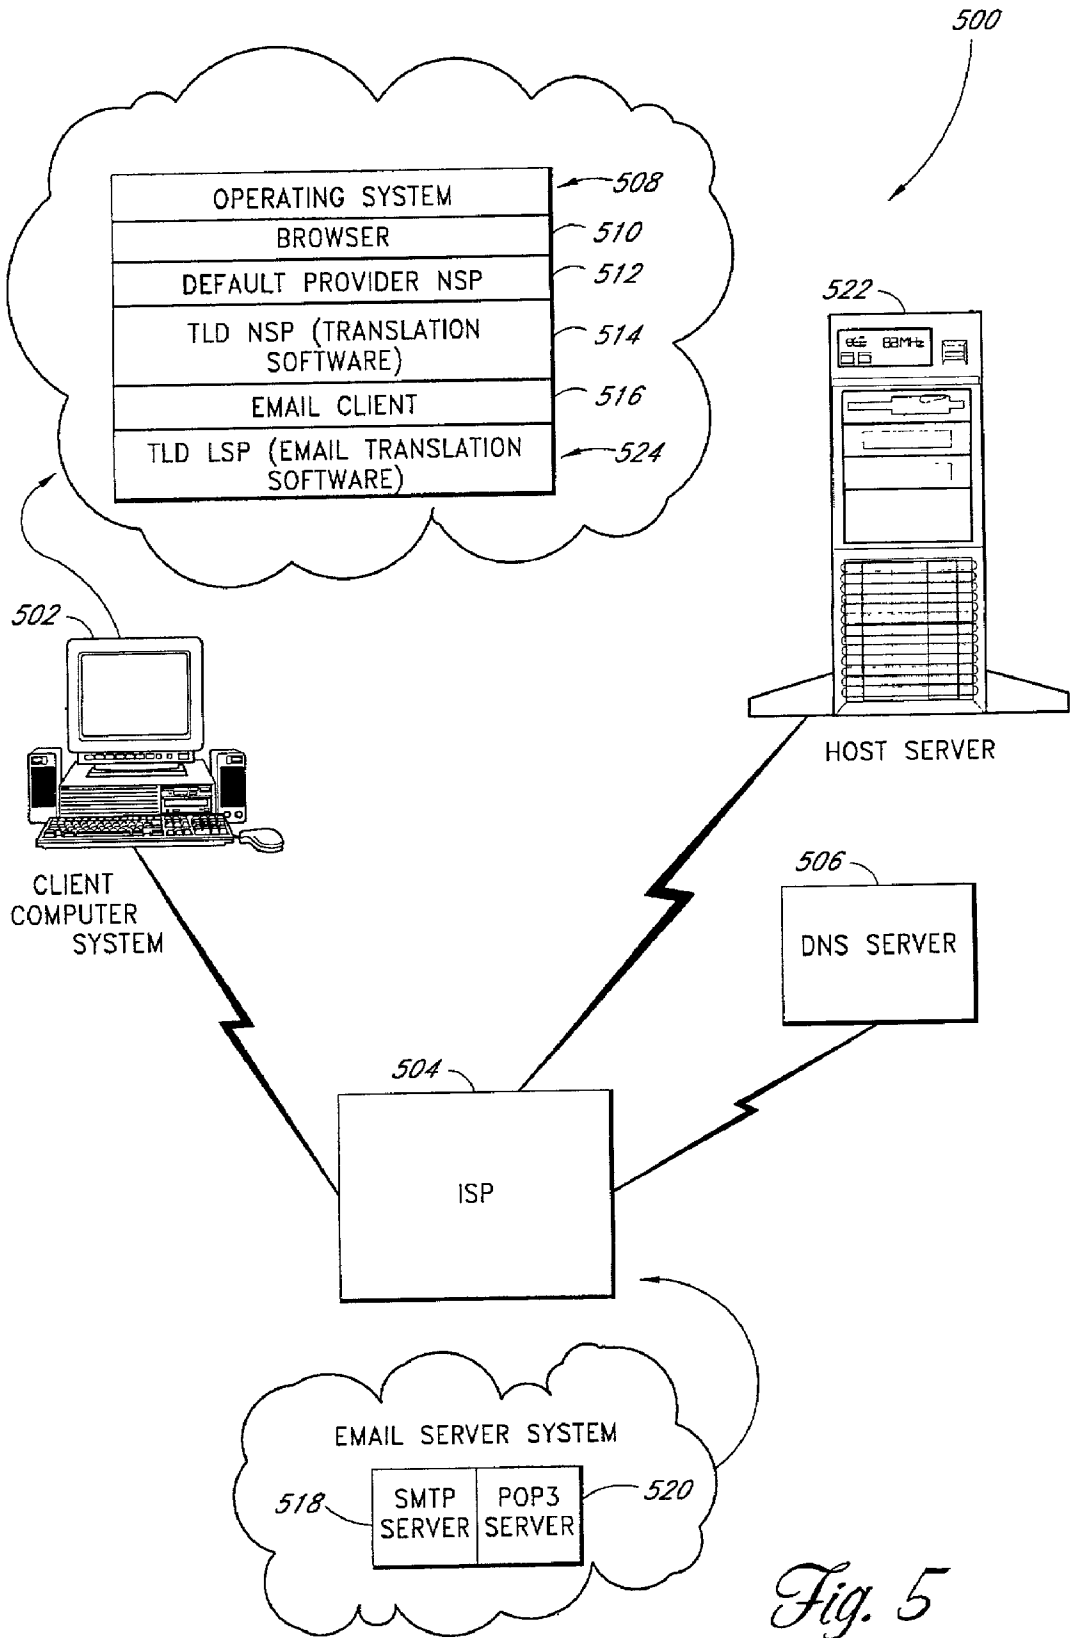 500
OPERATING SYSTEM
508
BROWSER
510
DEFAULT PROVIDER NSP
512
TLD NSP (TRANSLATION
SOFTWARE)
514
EMAIL CLIENT
516
TLD LSP (EMAIL TRANSLATION
SOFTWARE)
524
522
83MHz
HOST SERVER
502
CLIENT
COMPUTER
SYSTEM
506
DNS SERVER
504
ISP
EMAIL SERVER SYSTEM
518
SMTP
SERVER
POP3
SERVER
520
Fig. 5